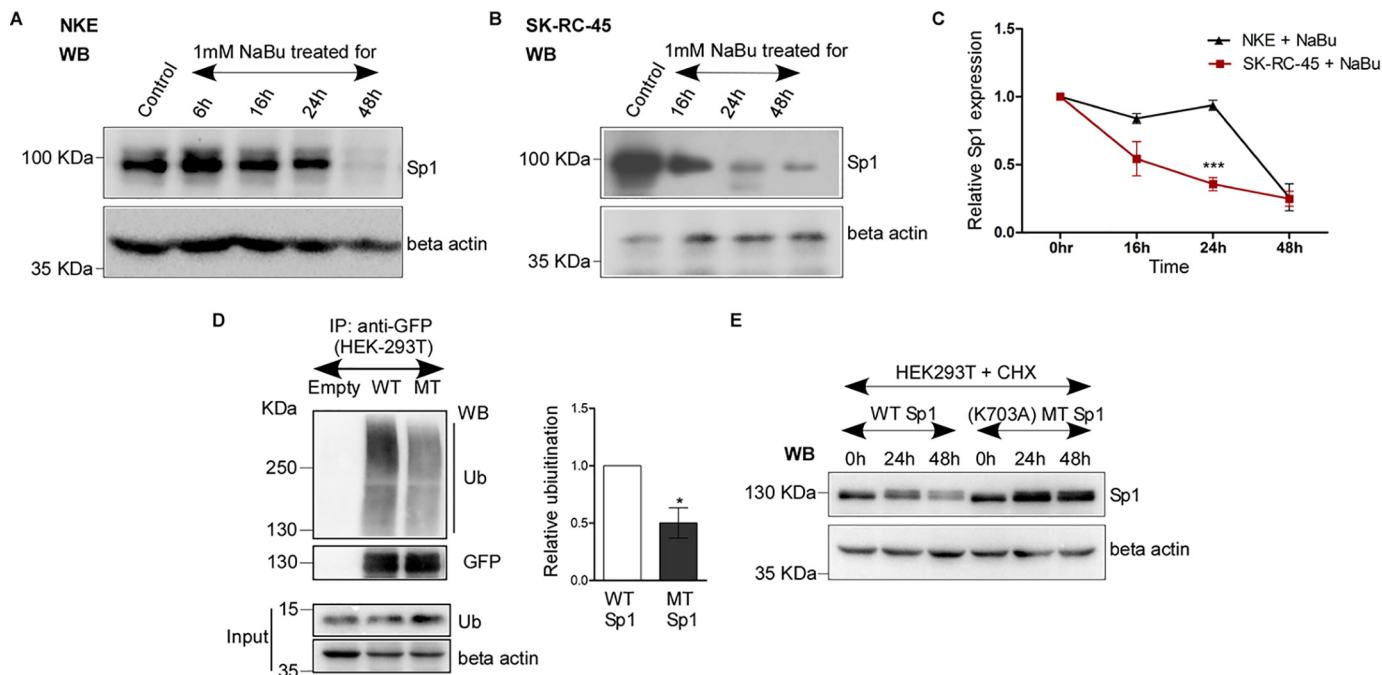 A NKE
WB 1mM NaBu treated for
Control 6h 16h 24h 48h
100 KDa Sp1
beta actin
35 KDa
B SK-RC-45
WB 1mM NaBu treated for
Control 16h 24h 48h
100 KDa Sp1
beta actin
35 KDa
C
NKE + NaBu
SK-RC-45 + NaBu
Relative Sp1 expression
1.5
1.0
0.5
0.0
***
0hr 16h 24h 48h
Time
D
IP: anti-GFP
(HEK-293T)
Empty WT MT
KDa WB
250 Ub
130
130 GFP
15
Input Ub
beta actin
35
Relative ubiuitination
1.5
1.0
0.5
0.0
*
WT MT
Sp1 Sp1
E
HEK293T + CHX
WT Sp1 (K703A) MT Sp1
WB 0h 24h 48h 0h 24h 48h
130 KDa Sp1
beta actin
35 KDa